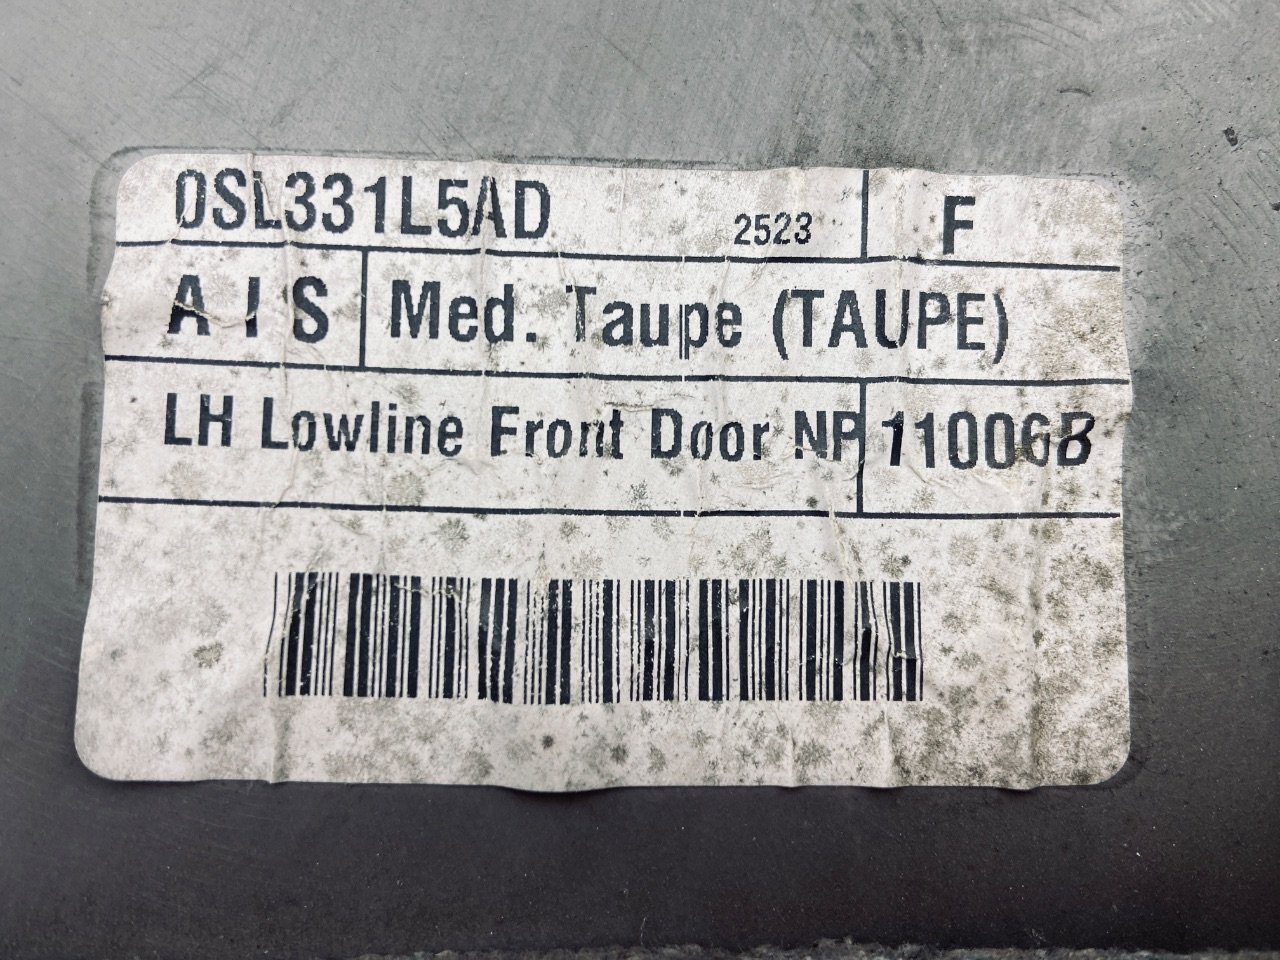 0SL331L5AD 2523 F
A I S Med. Taupe (TAUPE)
LH Lowline Front Door NP 11006B